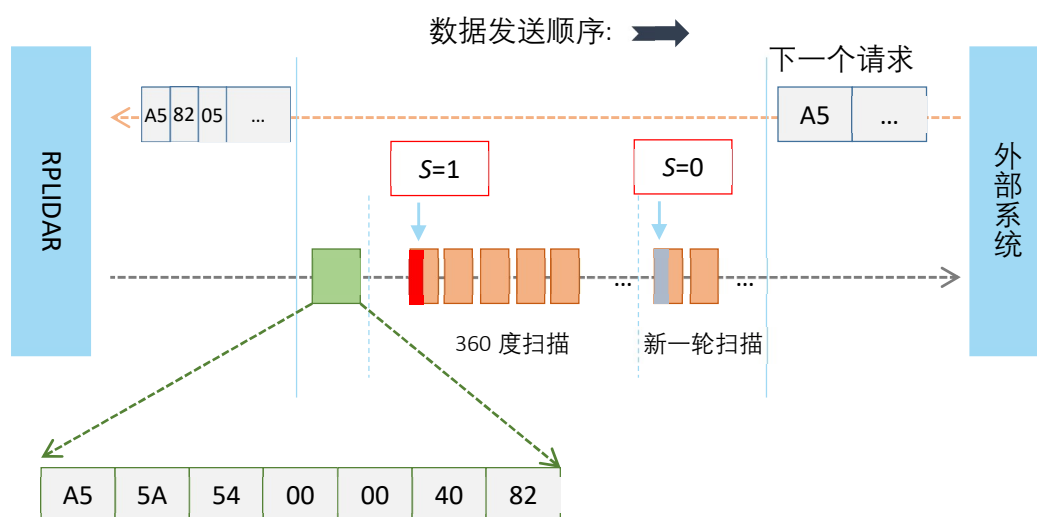 数据发送顺序:
下一个请求
A5 82 05 ...
A5 ...
RPLIDAR
外部系统
S=1
S=0
... ...
360 度扫描
新一轮扫描
A5 5A 54 00 00 40 82